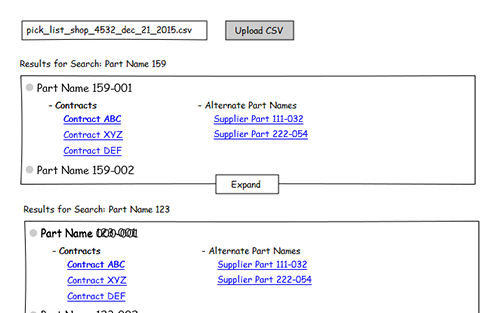 pick_list_shop_4532_dec_21_2015.csv Upload CSV
Results for Search: Part Name 159
Part Name 159-001
- Contracts - Alternate Part Names
Contract ABC Supplier Part 111-032
Contract XYZ Supplier Part 222-054
Contract DEF
Part Name 159-002
Expand
Results for Search: Part Name 123
Part Name
- Contracts - Alternate Part Names
Contract ABC Supplier Part 111-032
Contract XYZ Supplier Part 222-054
Contract DEF